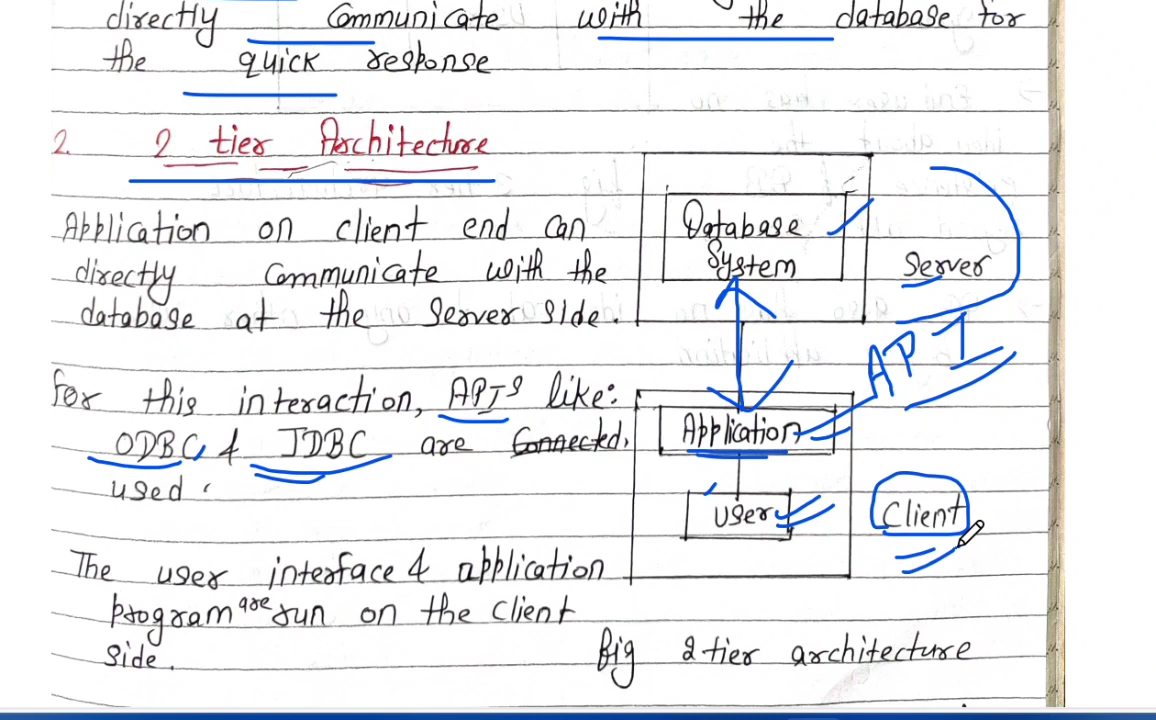 directly Communicate with the database for
the quick response
2. 2 tier Architecture
Application on client end can
directly Communicate with the
database at the Server side.
For this interaction, APIS like:
ODBC, & JDBC are Connected,
used.
The user interface & application
program are run on the Client
Side.
Database
System
Server
API
Application
User
Client
fig 2 tier architecture